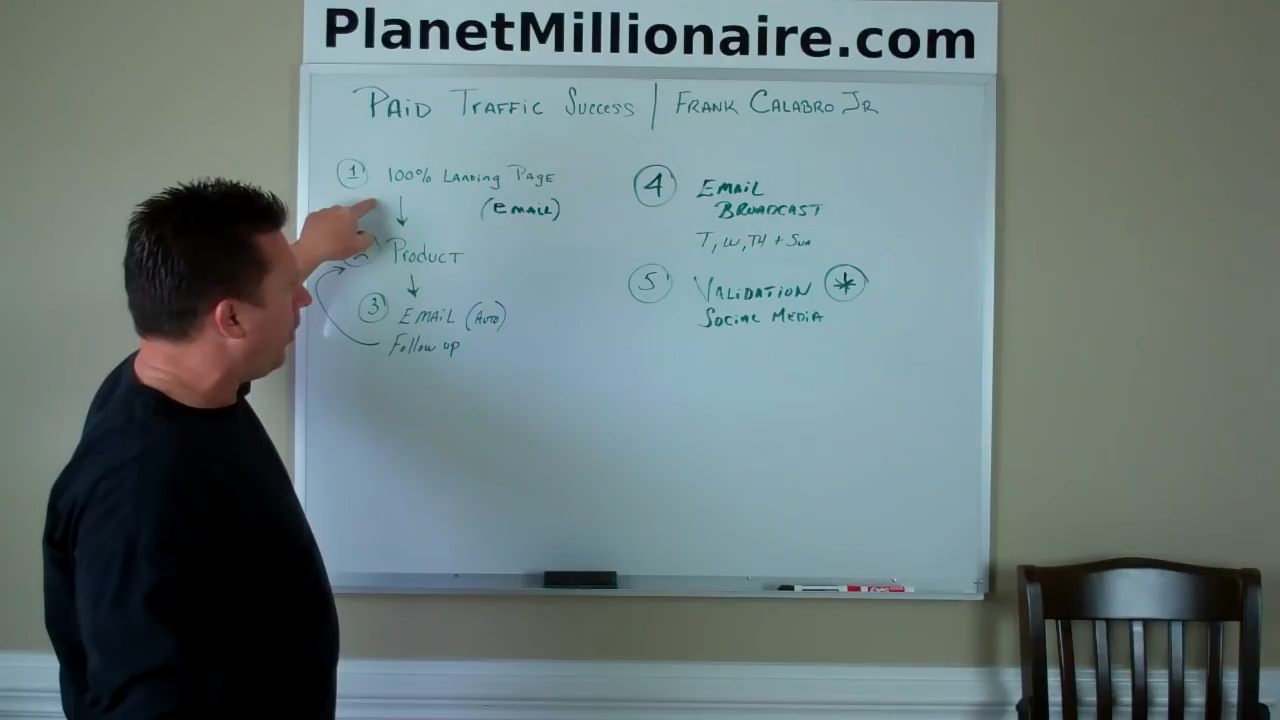 PlanetMillionaire.com
PAID TRAFFIC SUCCESS | FRANK CALABRO JR
1 100% LANDING PAGE
(EMAIL)
2 PRODUCT
3 EMAIL (AUTO)
Follow up
4 EMAIL
BROADCAST
T, W, TH + Sun
5 VALIDATION *
SOCIAL MEDIA